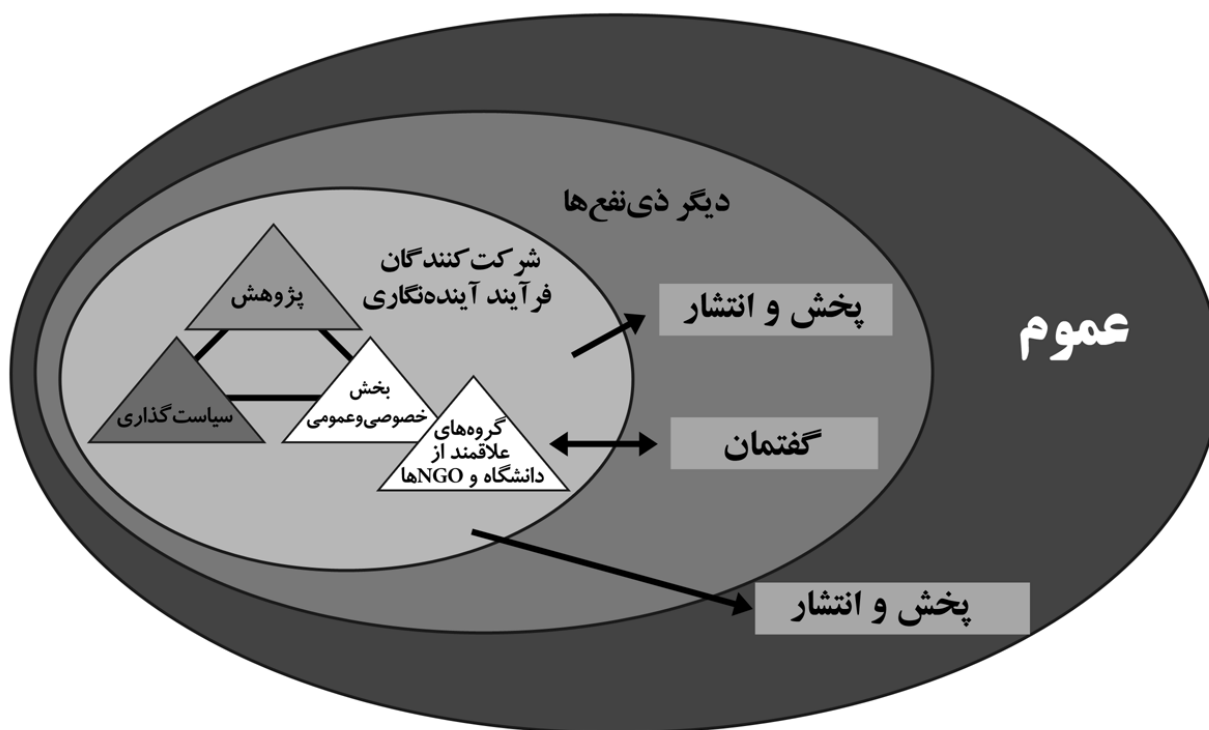 دیگر ذی‌نفع‌ها
شرکت‌کنندگان
فرآیند آینده‌نگاری
پژوهش
پخش و انتشار
عموم
بخش
خصوصی‌و‌عمومی
سیاست‌گذاری
گروه‌های
علاقمند از
دانشگاه و NGOها
گفتمان
پخش و انتشار